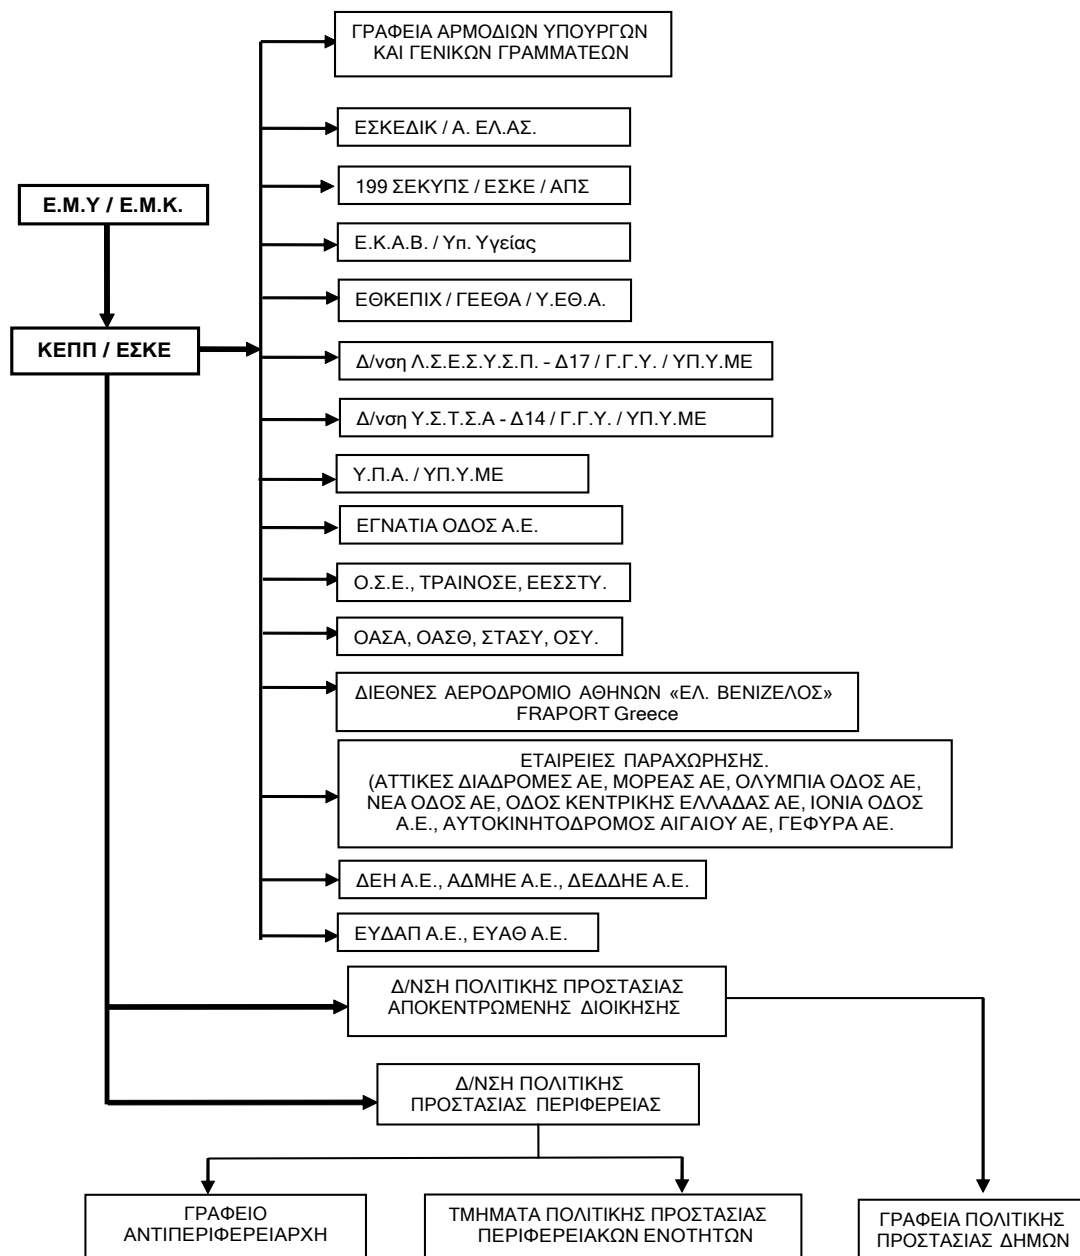 ΓΡΑΦΕΙΑ ΑΡΜΟΔΙΩΝ ΥΠΟΥΡΓΩΝ
ΚΑΙ ΓΕΝΙΚΩΝ ΓΡΑΜΜΑΤΕΩΝ
ΕΣΚΕΔΙΚ / Α. ΕΛ.ΑΣ.
199 ΣΕΚΥΠΣ / ΕΣΚΕ / ΑΠΣ
Ε.Μ.Υ / Ε.Μ.Κ.
Ε.Κ.Α.Β. / Υπ. Υγείας
ΕΘΚΕΠΙΧ / ΓΕΕΘΑ / Υ.ΕΘ.Α.
ΚΕΠΠ / ΕΣΚΕ
Δ/νση Λ.Σ.Ε.Σ.Υ.Σ.Π. - Δ17 / Γ.Γ.Υ. / ΥΠ.Υ.ΜΕ
Δ/νση Υ.Σ.Τ.Σ.Α - Δ14 / Γ.Γ.Υ. / ΥΠ.Υ.ΜΕ
Υ.Π.Α. / ΥΠ.Υ.ΜΕ
ΕΓΝΑΤΙΑ ΟΔΟΣ Α.Ε.
Ο.Σ.Ε., ΤΡΑΙΝΟΣΕ, ΕΕΣΣΤΥ.
ΟΑΣΑ, ΟΑΣΘ, ΣΤΑΣΥ, ΟΣΥ.
ΔΙΕΘΝΕΣ ΑΕΡΟΔΡΟΜΙΟ ΑΘΗΝΩΝ «ΕΛ. ΒΕΝΙΖΕΛΟΣ»
FRAPORT Greece
ΕΤΑΙΡΕΙΕΣ ΠΑΡΑΧΩΡΗΣΗΣ.
(ΑΤΤΙΚΕΣ ΔΙΑΔΡΟΜΕΣ ΑΕ, ΜΟΡΕΑΣ ΑΕ, ΟΛΥΜΠΙΑ ΟΔΟΣ ΑΕ,
ΝΕΑ ΟΔΟΣ ΑΕ, ΟΔΟΣ ΚΕΝΤΡΙΚΗΣ ΕΛΛΑΔΑΣ ΑΕ, ΙΟΝΙΑ ΟΔΟΣ
Α.Ε., ΑΥΤΟΚΙΝΗΤΟΔΡΟΜΟΣ ΑΙΓΑΙΟΥ ΑΕ, ΓΕΦΥΡΑ ΑΕ.
ΔΕΗ Α.Ε., ΑΔΜΗΕ Α.Ε., ΔΕΔΔΗΕ Α.Ε.
ΕΥΔΑΠ Α.Ε., ΕΥΑΘ Α.Ε.
Δ/ΝΣΗ ΠΟΛΙΤΙΚΗΣ ΠΡΟΣΤΑΣΙΑΣ
ΑΠΟΚΕΝΤΡΩΜΕΝΗΣ ΔΙΟΙΚΗΣΗΣ
Δ/ΝΣΗ ΠΟΛΙΤΙΚΗΣ
ΠΡΟΣΤΑΣΙΑΣ ΠΕΡΙΦΕΡΕΙΑΣ
ΓΡΑΦΕΙΟ
ΑΝΤΙΠΕΡΙΦΕΡΕΙΑΡΧΗ
ΤΜΗΜΑΤΑ ΠΟΛΙΤΙΚΗΣ ΠΡΟΣΤΑΣΙΑΣ
ΠΕΡΙΦΕΡΕΙΑΚΩΝ ΕΝΟΤΗΤΩΝ
ΓΡΑΦΕΙΑ ΠΟΛΙΤΙΚΗΣ
ΠΡΟΣΤΑΣΙΑΣ ΔΗΜΩΝ